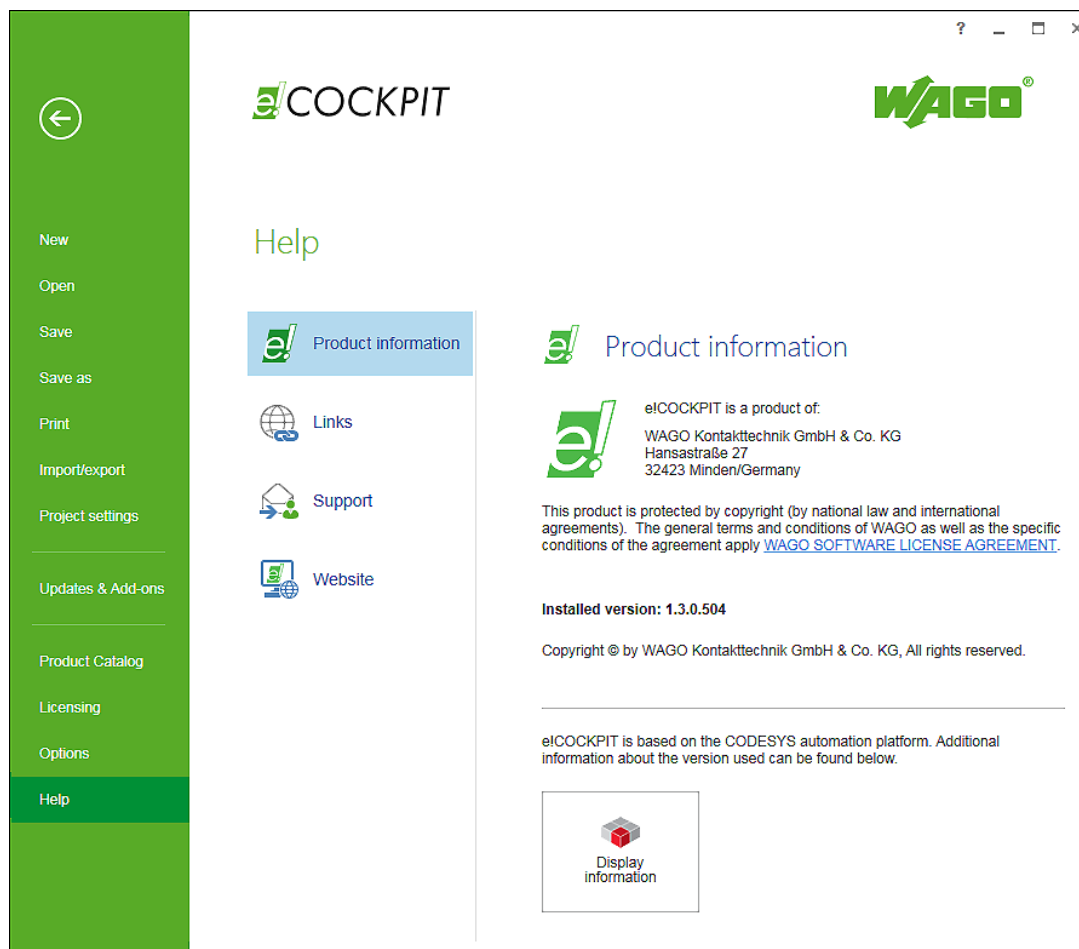 ?
e!COCKPIT
WAGO®
New
Open
Save
Save as
Print
Import/export
Project settings
Updates & Add-ons
Product Catalog
Licensing
Options
Help
Help
e! Product information
Links
Support
Website
e! Product information
e!
e!COCKPIT is a product of:
WAGO Kontakttechnik GmbH & Co. KG
Hansastraße 27
32423 Minden/Germany
This product is protected by copyright (by national law and international
agreements). The general terms and conditions of WAGO as well as the specific
conditions of the agreement apply WAGO SOFTWARE LICENSE AGREEMENT.
Installed version: 1.3.0.504
Copyright © by WAGO Kontakttechnik GmbH & Co. KG, All rights reserved.
e!COCKPIT is based on the CODESYS automation platform. Additional
information about the version used can be found below.
Display
information